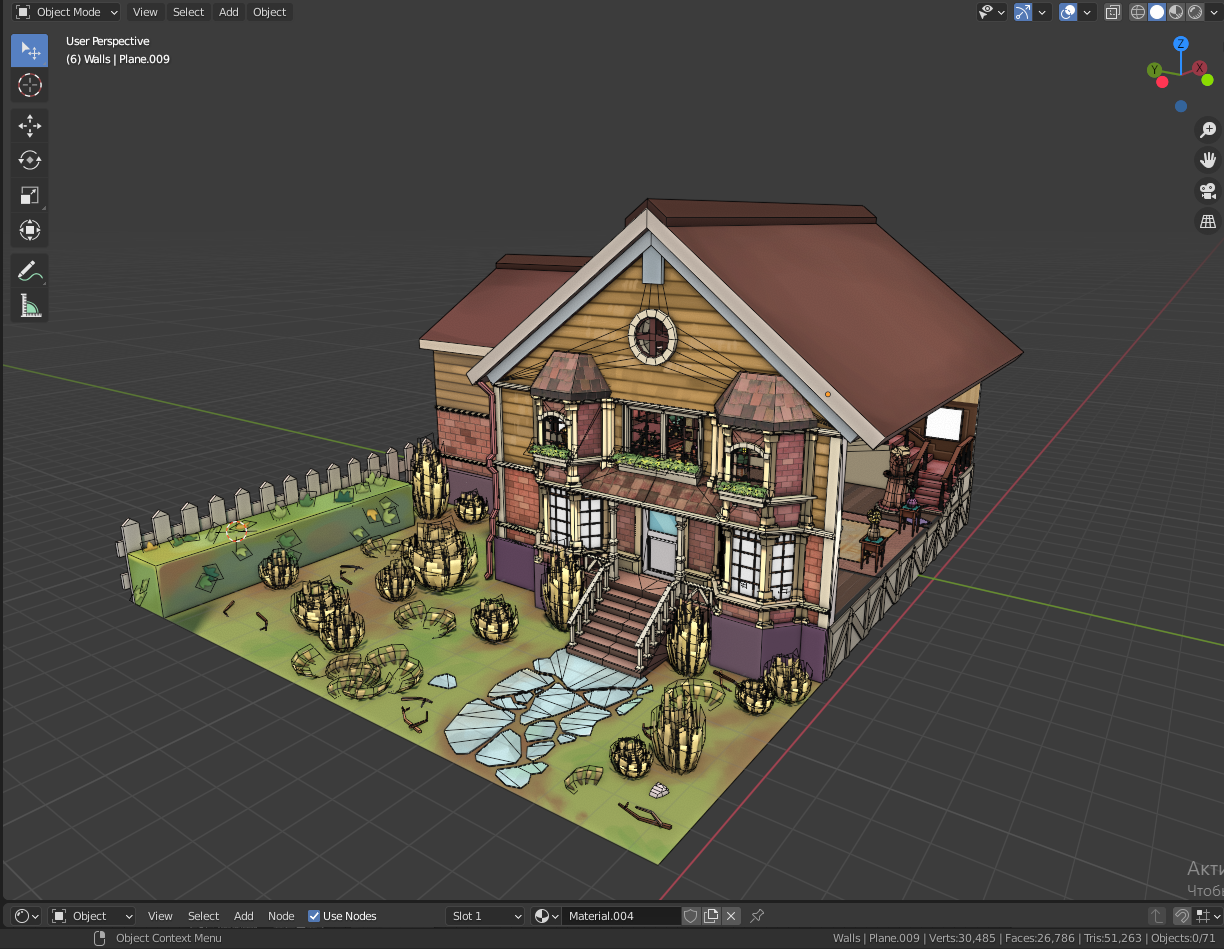 Object Mode View Select Add Object
User Perspective
(6) Walls | Plane.009
Z
Y X
Акти
Чтобы
Object View Select Add Node Use Nodes Slot 1 Material.004
Object Context Menu Walls | Plane.009 | Verts:30,485 | Faces:26,786 | Tris:51,263 | Objects:0/71